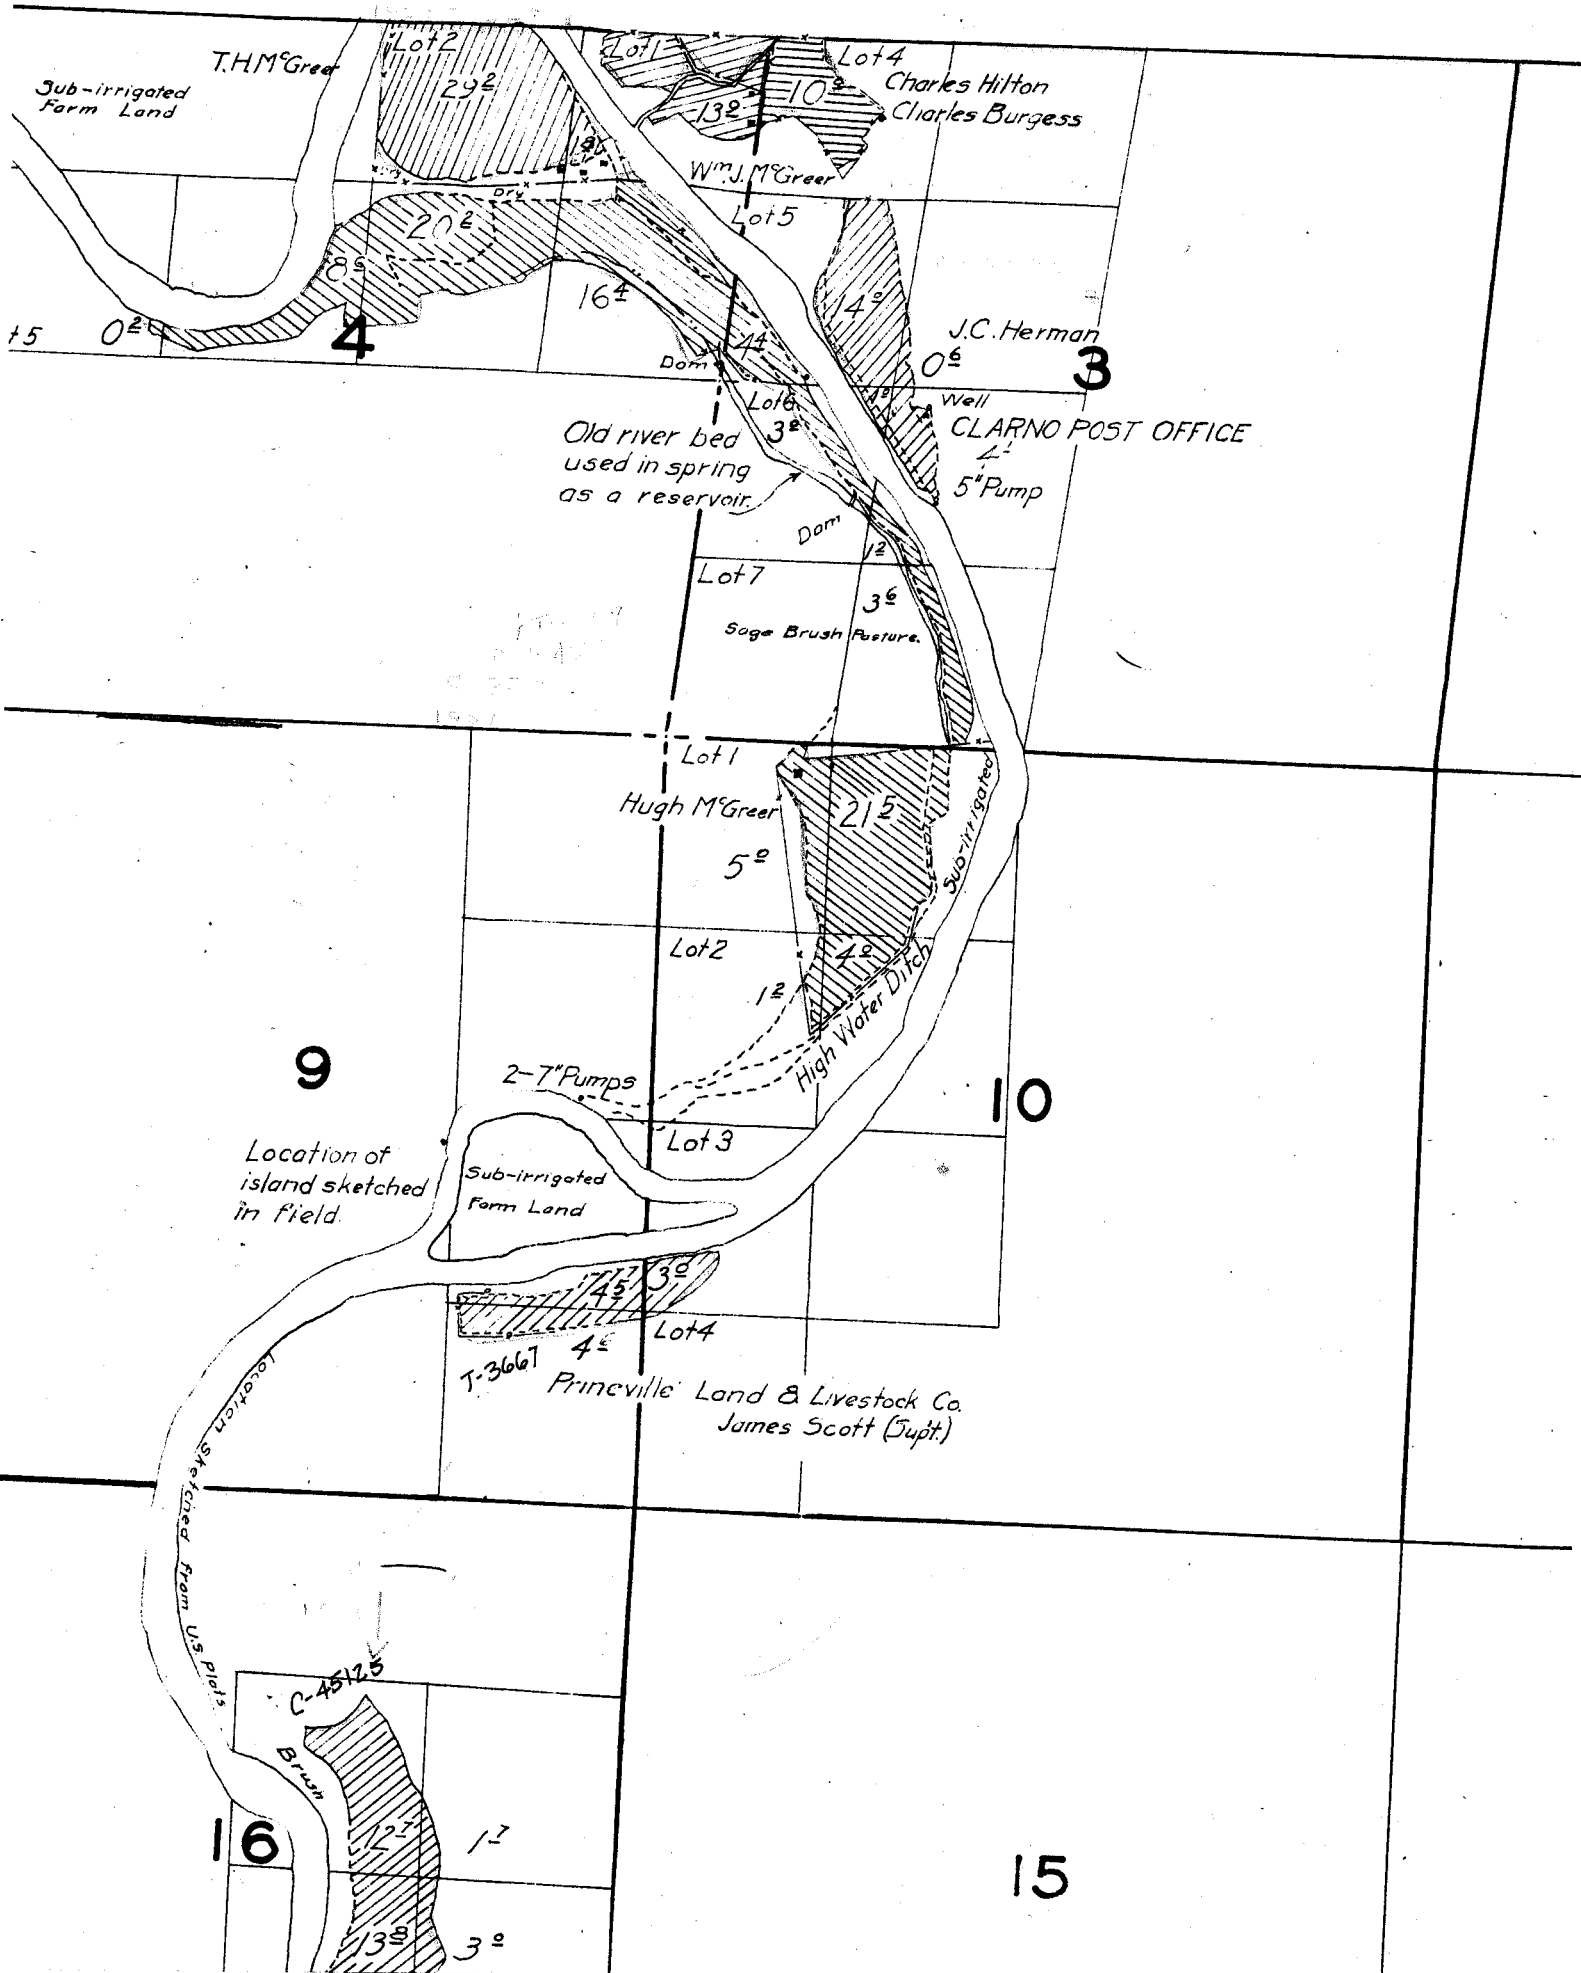 T.H.McGreer
Sub-irrigated
Farm Land
Lot 2
29 2
Lot 1
13 0
10 0
Lot 4
Charles Hilton
Charles Burgess
Wm. J. McGreer
Dry
20 2
8 5
16 4
Lot 5
14 0
t 5
0 2
4
4 4
Dam
J.C. Herman
0 6
3
Lot 6
3 0
Well
CLARNO POST OFFICE
5" Pump
Old river bed
used in spring
as a reservoir.
Dam
1 2
Lot 7
3 6
Sage Brush Pasture.
Lot 1
Hugh McGreer
21 5
5 0
Sub-irrigated
Lot 2
4 0
1 2
High Water Ditch
9
10
2-7" Pumps
Lot 3
Location of
island sketched
in field.
Sub-irrigated
Farm Land
4 5
3 0
Lot 4
T-3667
Prineville Land & Livestock Co.
James Scott (Supt.)
Location sketched from U.S. Plats
C-45125
Brush
16
12 7
1 7
15
13 8
3 0